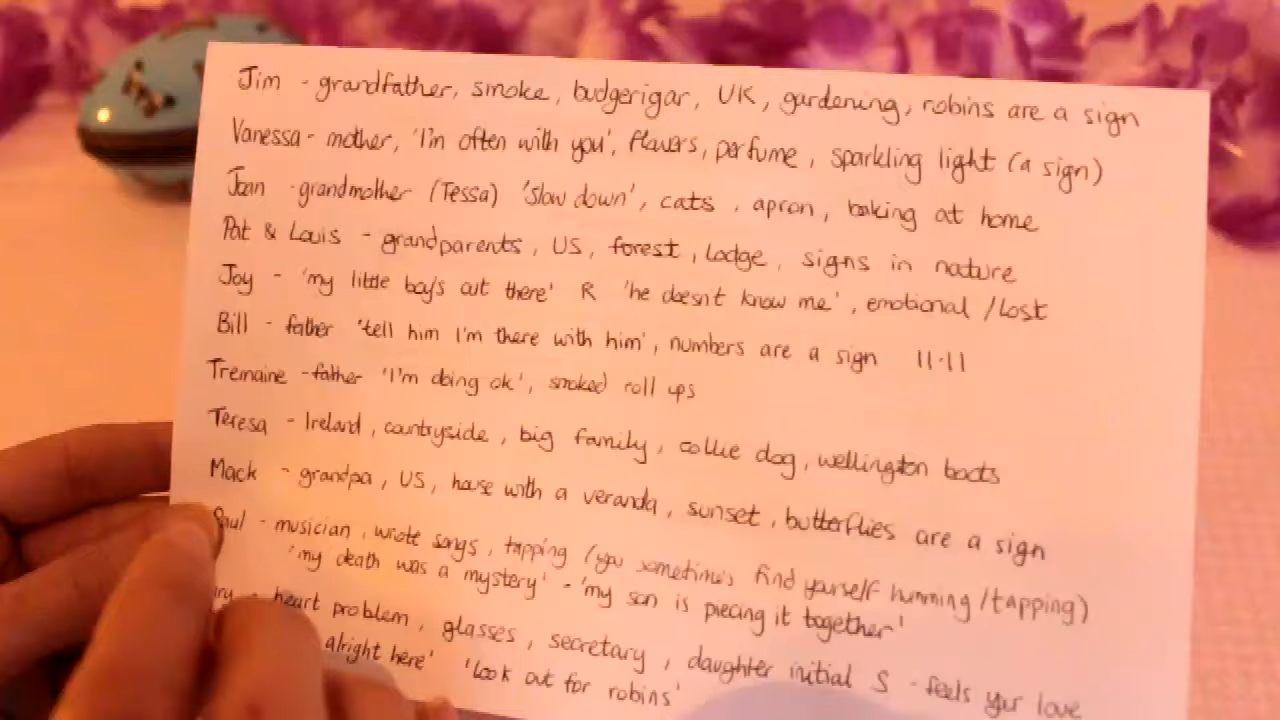 Jim - grandfather, smoke, budgerigar, UK, gardening, robins are a sign
Vanessa - mother, 'I'm often with you', flowers, perfume, sparkling light (a sign)
Joan - grandmother (Tessa) 'slow down', cats, apron, baking at home
Pat & Louis - grandparents, US, forest, lodge, signs in nature
Joy - 'my little boy's out there' R 'he doesn't know me', emotional /lost
Bill - father 'tell him I'm there with him', numbers are a sign 11.11
Tremaine - father 'I'm doing ok', smoked roll ups
Teresa - Ireland, countryside, big family, collie dog, wellington boots
Mack - grandpa, US, house with a veranda, sunset, butterflies are a sign
- musician, wrote songs, tapping (you sometimes find yourself humming/tapping)
'my death was a mystery' - 'my son is piecing it together'
- heart problem, glasses, secretary, daughter initial S - feels your love
alright here' 'look out for robins'